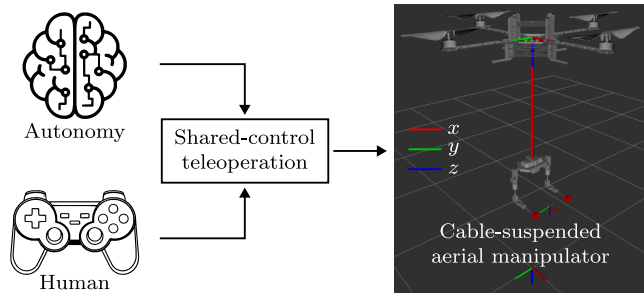 Autonomy
Human
Shared-control
teleoperation
x
y
z
Cable-suspended
aerial manipulator